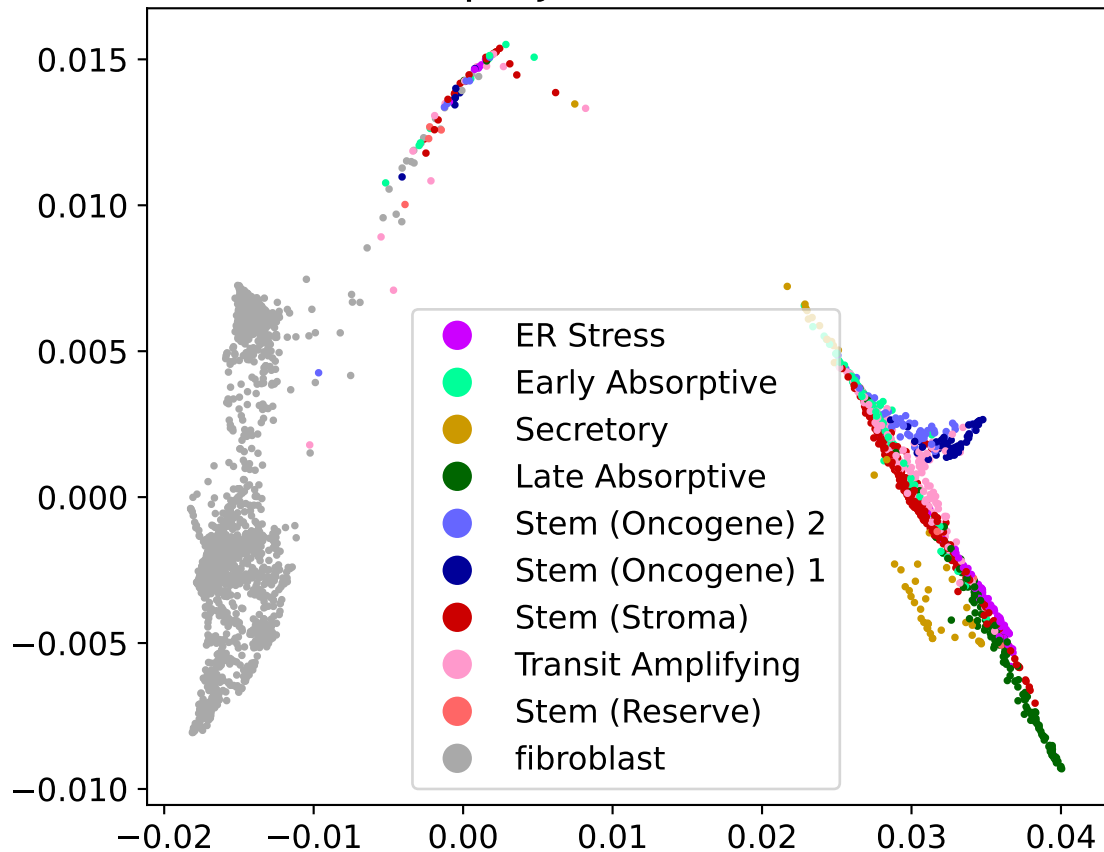 0.015
0.010
0.005
0.000
−0.005
−0.010
ER Stress
Early Absorptive
Secretory
Late Absorptive
Stem (Oncogene) 2
Stem (Oncogene) 1
Stem (Stroma)
Transit Amplifying
Stem (Reserve)
fibroblast
−0.02 −0.01 0.00 0.01 0.02 0.03 0.04